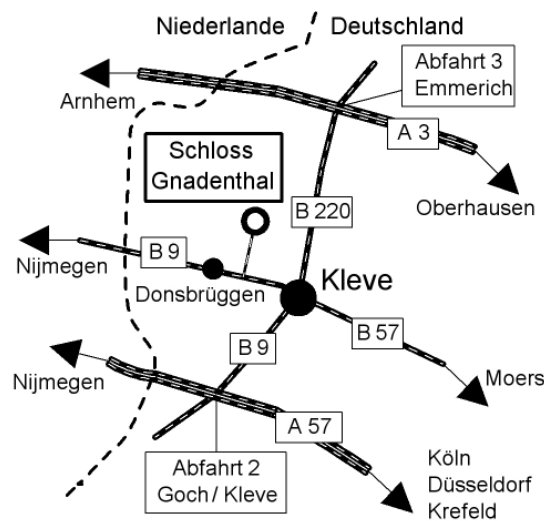 Niederlande
Deutschland
Abfahrt 3
Emmerich
Arnhem
A 3
Schloss
Gnadenthal
Oberhausen
B 220
B 9
Nijmegen
Donsbrüggen
Kleve
B 57
B 9
Nijmegen
Moers
A 57
Abfahrt 2
Goch / Kleve
Köln
Düsseldorf
Krefeld